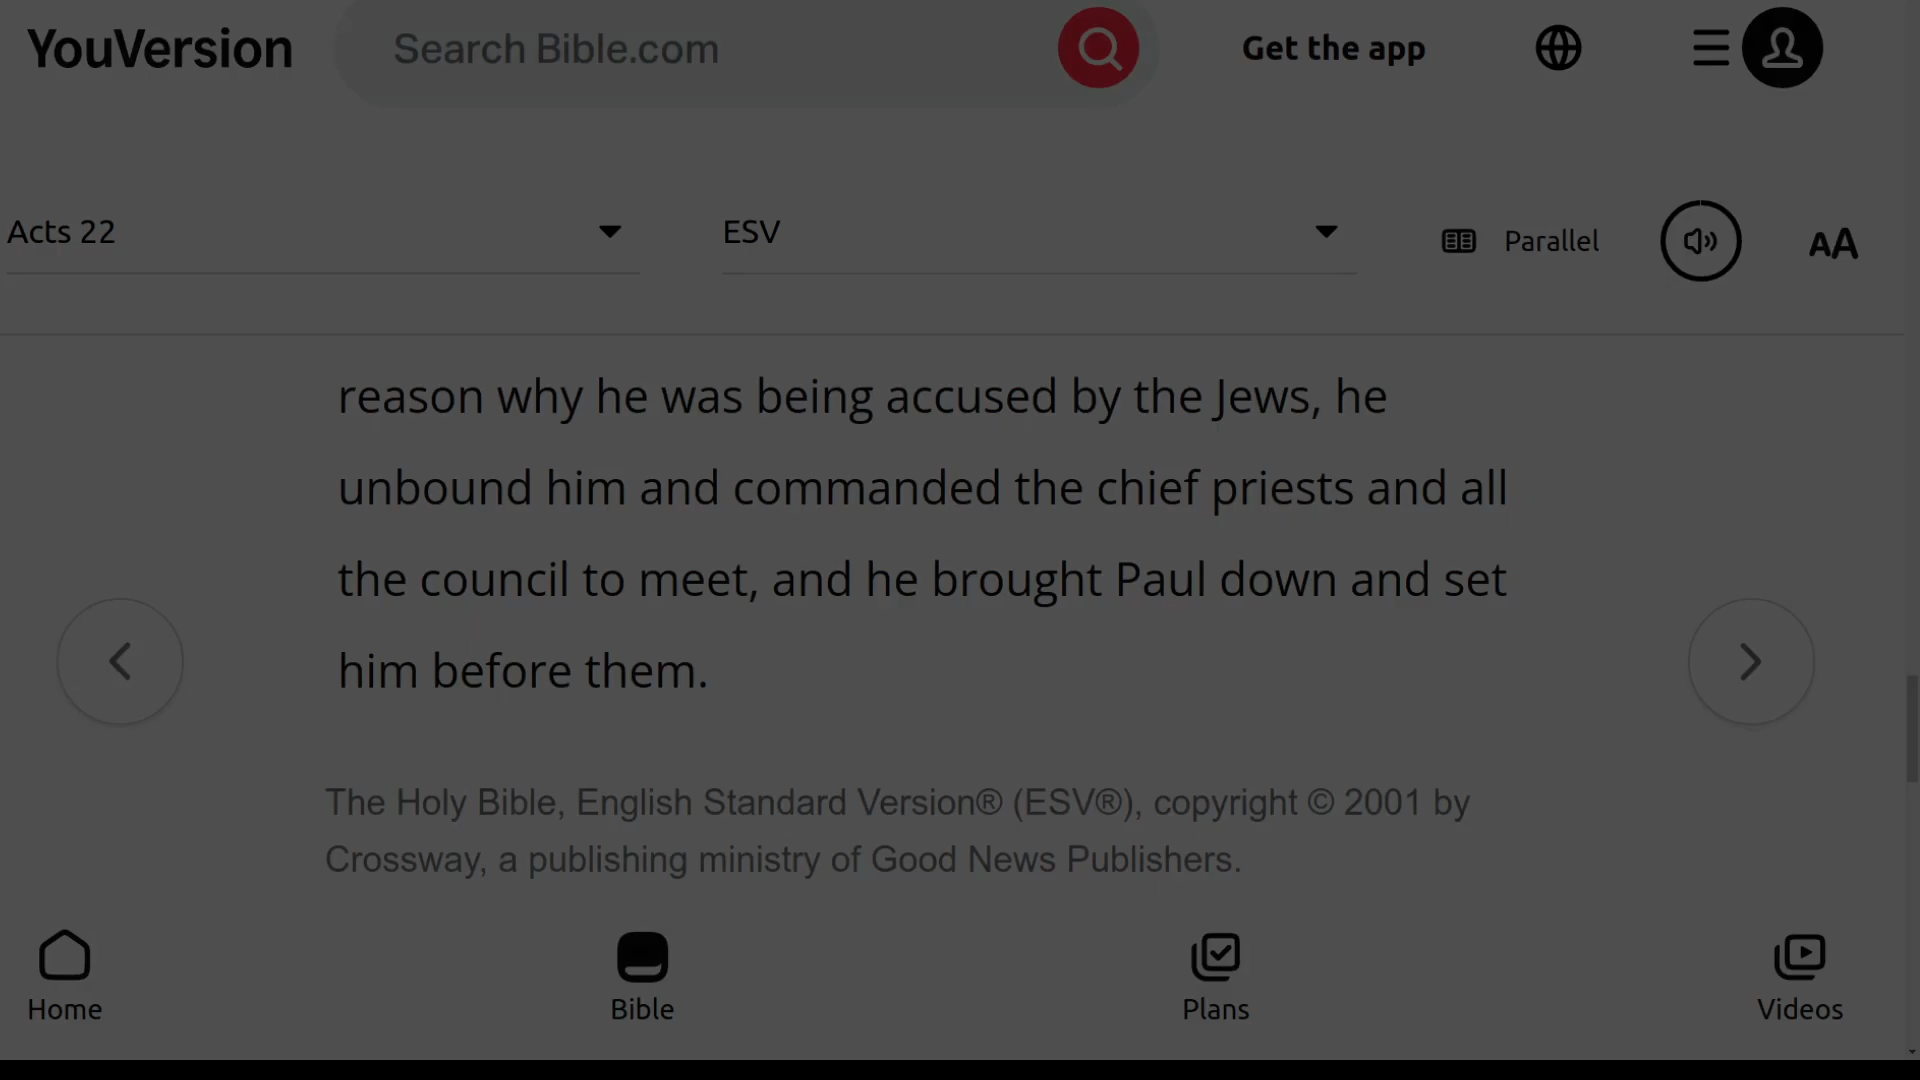 YouVersion
Search Bible.com
Get the app
Acts 22
ESV
Parallel
AA
reason why he was being accused by the Jews, he
unbound him and commanded the chief priests and all
the council to meet, and he brought Paul down and set
him before them.
The Holy Bible, English Standard Version® (ESV®), copyright © 2001 by
Crossway, a publishing ministry of Good News Publishers.
Home
Bible
Plans
Videos